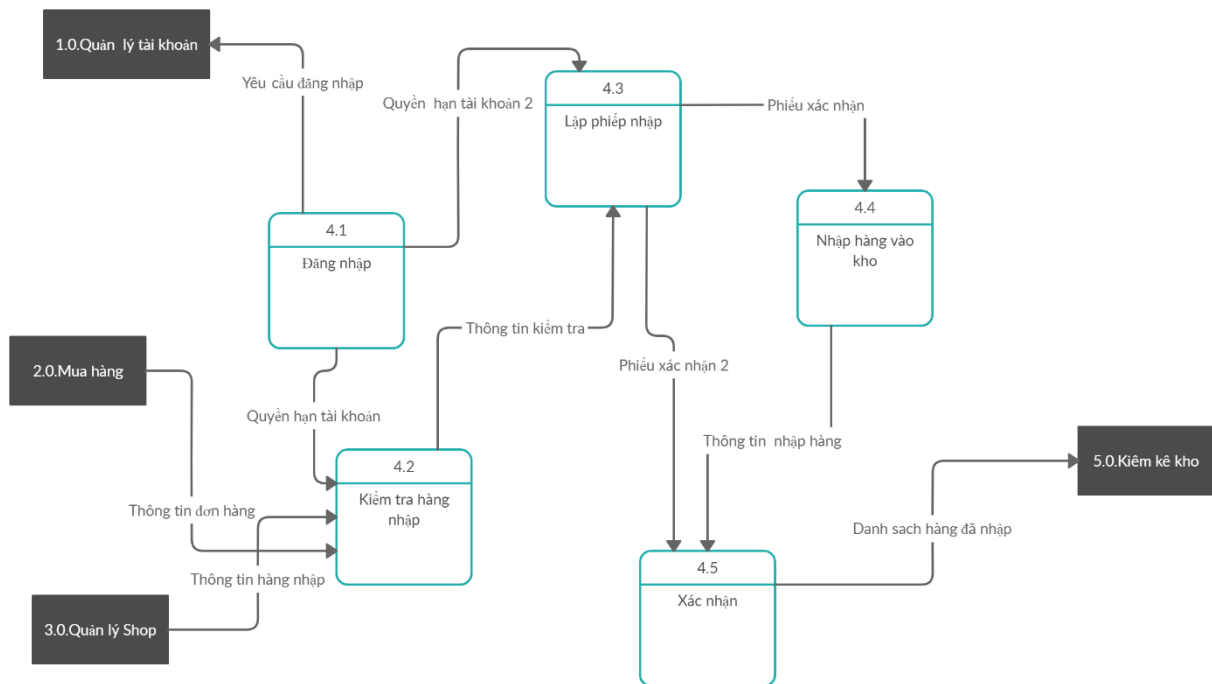 1.0.Quản lý tài khoản
Yêu cầu đăng nhập
Quyền hạn tài khoản 2
4.3
Lập phiếp nhập
Phiếu xác nhận
4.4
Nhập hàng vào
kho
4.1
Đăng nhập
Thông tin kiểm tra
2.0.Mua hàng
Phiếu xác nhận 2
Quyền hạn tài khoản
Thông tin nhập hàng
5.0.Kiêm kê kho
4.2
Kiểm tra hàng
nhập
Thông tin đơn hàng
Danh sach hàng đã nhập
Thông tin hàng nhập
4.5
Xác nhận
3.0.Quản lý Shop